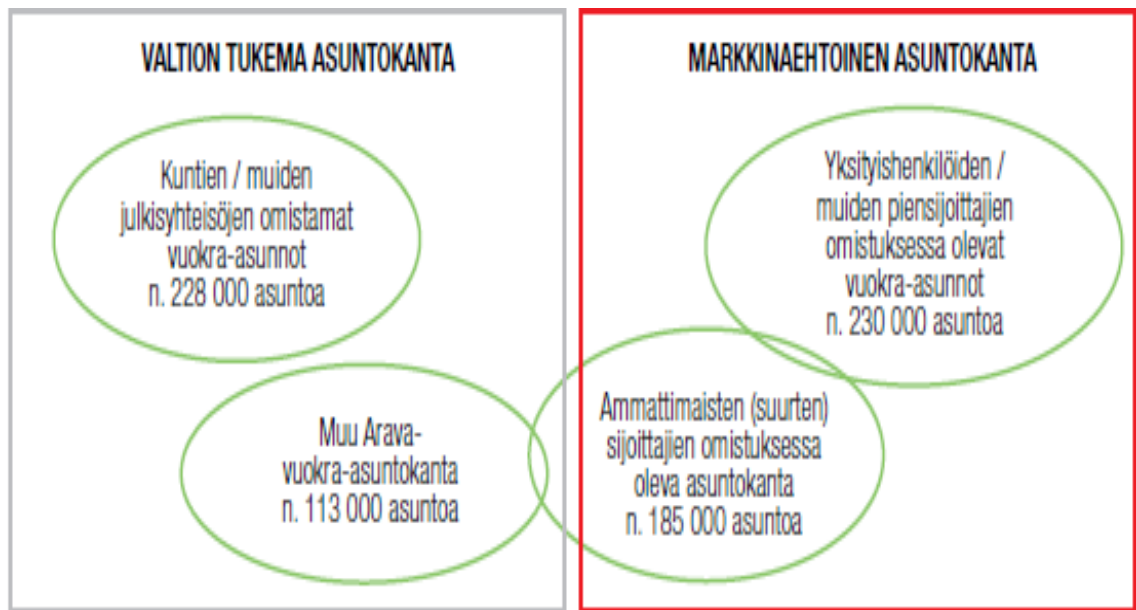 VALTION TUKEMA ASUNTOKANTA
Kuntien / muiden
julkisyhteisöjen omistamat
vuokra-asunnot
n. 228 000 asuntoa
Muu Arava-
vuokra-asuntokanta
n. 113 000 asuntoa
MARKKINAEHTOINEN ASUNTOKANTA
Yksityishenkilöiden /
muiden piensijoittajien
omistuksessa olevat
vuokra-asunnot
n. 230 000 asuntoa
Ammattimaisten (suurten)
sijoittajien omistuksessa
oleva asuntokanta
n. 185 000 asuntoa